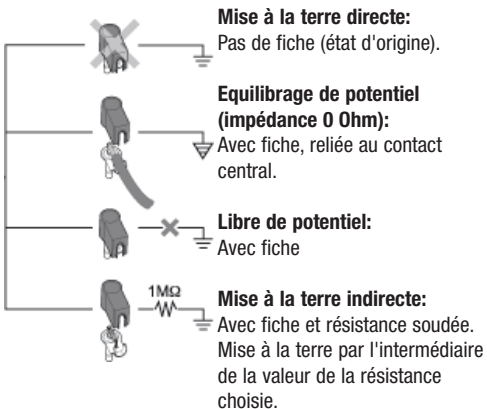 Mise à la terre directe:
Pas de fiche (état d'origine).
Equilibrage de potentiel
(impédance 0 Ohm):
Avec fiche, reliée au contact
central.
Libre de potentiel:
Avec fiche
1MΩ
Mise à la terre indirecte:
Avec fiche et résistance soudée.
Mise à la terre par l'intermédiaire
de la valeur de la résistance
choisie.